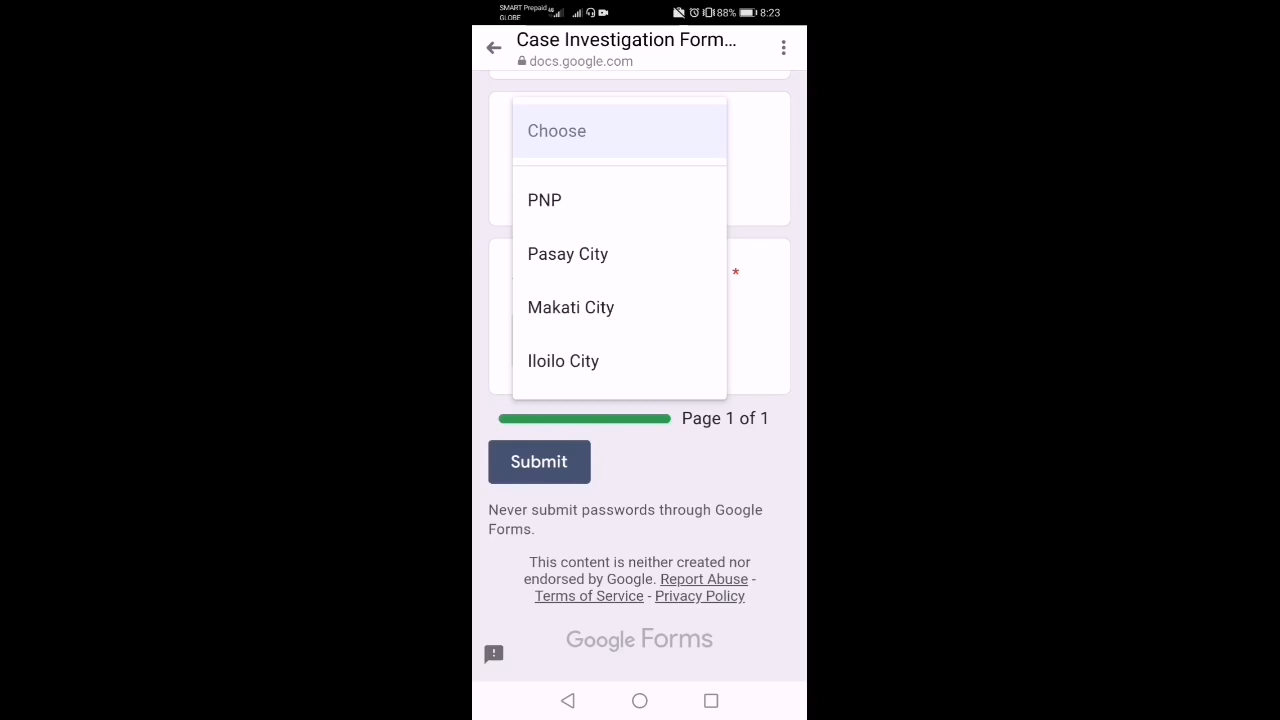 SMART Prepaid
GLOBE
88%
8:23
Case Investigation Form...
docs.google.com
Choose
PNP
Pasay City
*
Makati City
Iloilo City
Page 1 of 1
Submit
Never submit passwords through Google
Forms.
This content is neither created nor
endorsed by Google. Report Abuse -
Terms of Service - Privacy Policy
Google Forms